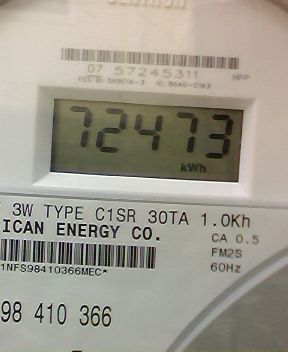 07 57245311
72473
kWh
3W TYPE C1SR 30TA 1.0Kh
ICAN ENERGY CO.
CA 0.5
FM2S
60Hz
1NFS98410366MEC*
98 410 366